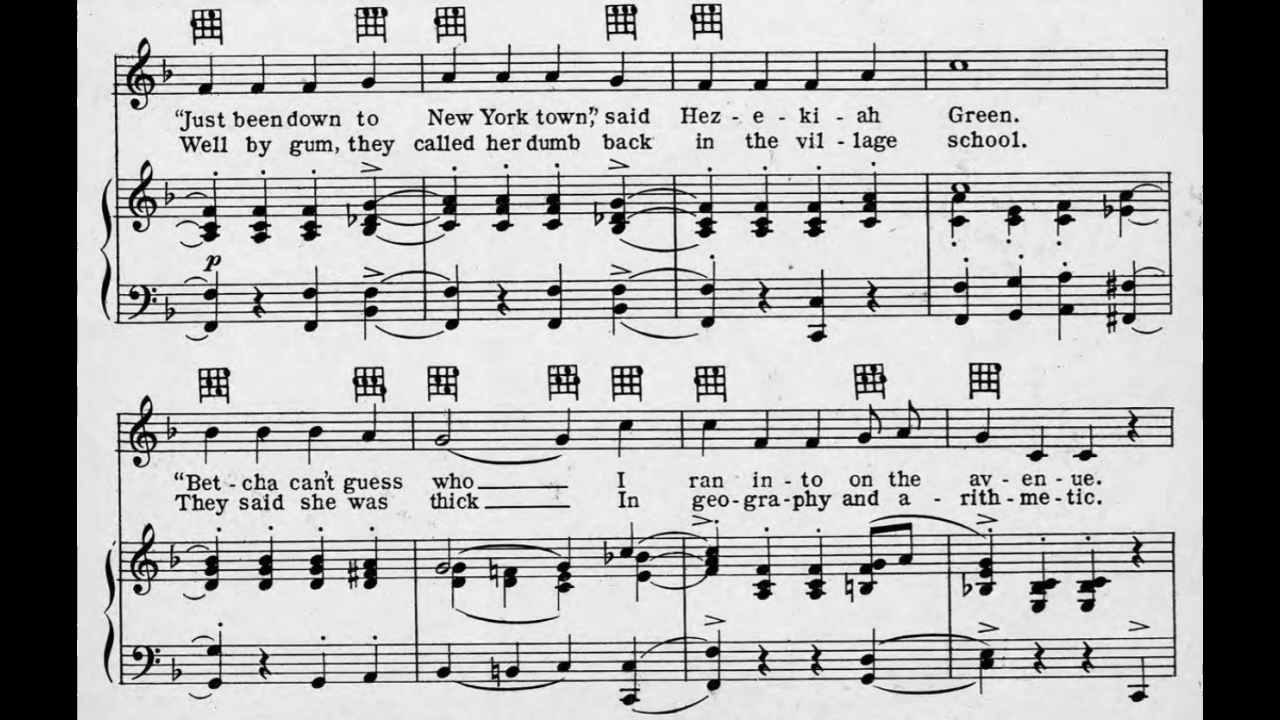 "Just been down to New York town," said Hez - e - ki - ah Green.
Well by gum, they called her dumb back in the vil - lage school.
p
"Bet - cha can't guess who____ I ran in - to on the av - en - ue.
They said she was thick____ In geo - gra - phy and a - rith - me - tic.